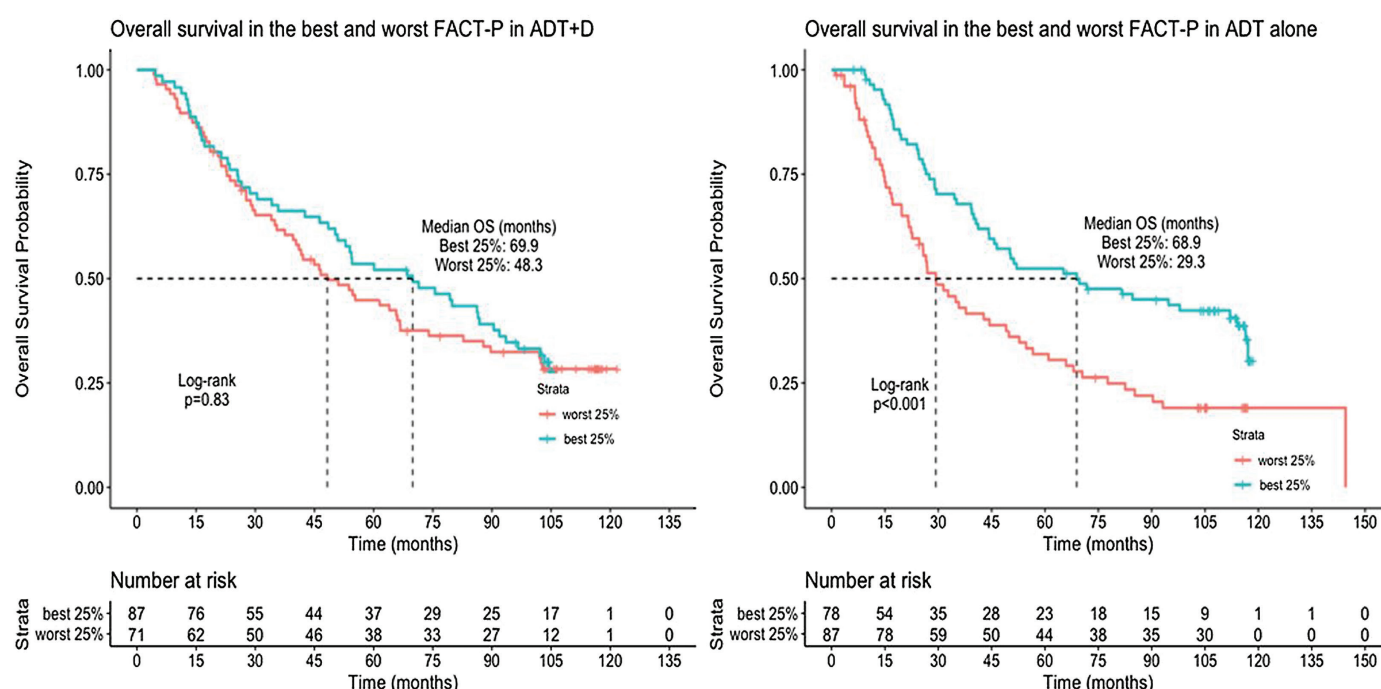 Overall survival in the best and worst FACT-P in ADT+D
Overall Survival Probability
1.00
0.75
0.50
0.25
0.00
Median OS (months)
Best 25%: 69.9
Worst 25%: 48.3
Log-rank
p=0.83
Strata
worst 25%
best 25%
0 15 30 45 60 75 90 105 120 135
Time (months)
Number at risk
Strata
best 25% 87 76 55 44 37 29 25 17 1 0
worst 25% 71 62 50 46 38 33 27 12 1 0
0 15 30 45 60 75 90 105 120 135
Time (months)
Overall survival in the best and worst FACT-P in ADT alone
Overall Survival Probability
1.00
0.75
0.50
0.25
0.00
Median OS (months)
Best 25%: 68.9
Worst 25%: 29.3
Log-rank
p<0.001
Strata
worst 25%
best 25%
0 15 30 45 60 75 90 105 120 135 150
Time (months)
Number at risk
Strata
best 25% 78 54 35 28 23 18 15 9 1 1 0
worst 25% 87 78 59 50 44 38 35 30 0 0 0
0 15 30 45 60 75 90 105 120 135 150
Time (months)